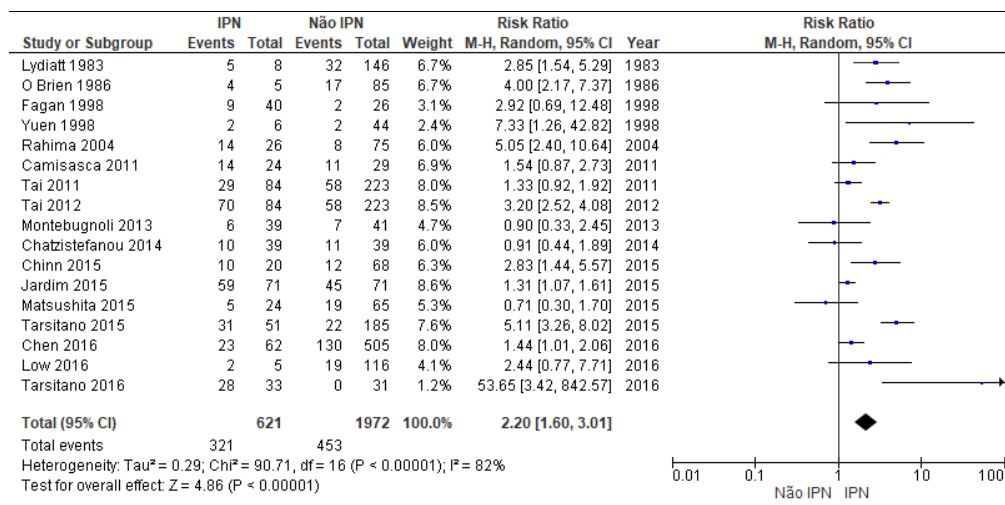 IPN Não IPN Risk Ratio Risk Ratio
Study or Subgroup Events Total Events Total Weight M-H, Random, 95% CI Year M-H, Random, 95% CI
Lydiatt 1983 5 8 32 146 6.7% 2.85 [1.54, 5.29] 1983
O Brien 1986 4 5 17 85 6.7% 4.00 [2.17, 7.37] 1986
Fagan 1998 9 40 2 26 3.1% 2.92 [0.69, 12.48] 1998
Yuen 1998 2 6 2 44 2.4% 7.33 [1.26, 42.82] 1998
Rahima 2004 14 26 8 75 6.0% 5.05 [2.40, 10.64] 2004
Camisasca 2011 14 24 11 29 6.9% 1.54 [0.87, 2.73] 2011
Tai 2011 29 84 58 223 8.0% 1.33 [0.92, 1.92] 2011
Tai 2012 70 84 58 223 8.5% 3.20 [2.52, 4.08] 2012
Montebugnoli 2013 6 39 7 41 4.7% 0.90 [0.33, 2.45] 2013
Chatzistefanou 2014 10 39 11 39 6.0% 0.91 [0.44, 1.89] 2014
Chinn 2015 10 20 12 68 6.3% 2.83 [1.44, 5.57] 2015
Jardim 2015 59 71 45 71 8.6% 1.31 [1.07, 1.61] 2015
Matsushita 2015 5 24 19 65 5.3% 0.71 [0.30, 1.70] 2015
Tarsitano 2015 31 51 22 185 7.6% 5.11 [3.26, 8.02] 2015
Chen 2016 23 62 130 505 8.0% 1.44 [1.01, 2.06] 2016
Low 2016 2 5 19 116 4.1% 2.44 [0.77, 7.71] 2016
Tarsitano 2016 28 33 0 31 1.2% 53.65 [3.42, 842.57] 2016
Total (95% CI) 621 1972 100.0% 2.20 [1.60, 3.01]
Total events 321 453
Heterogeneity: Tau² = 0.29; Chi² = 90.71, df = 16 (P < 0.00001); I² = 82%
Test for overall effect: Z = 4.86 (P < 0.00001)
0.01 0.1 1 10 100
Não IPN IPN